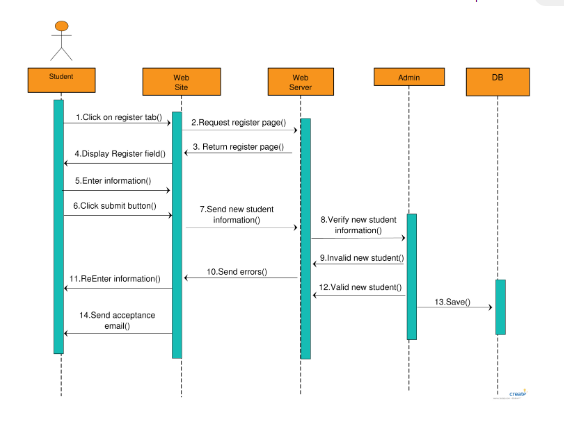 Student
Web
Site
Web
Server
Admin
DB
1.Click on register tab()
2.Request register page()
3. Return register page()
4.Display Register field()
5.Enter information()
6.Click submit button()
7.Send new student
information()
8.Verify new student
information()
9.Invalid new student()
10.Send errors()
11.ReEnter information()
12.Valid new student()
13.Save()
14.Send acceptance
email()
create